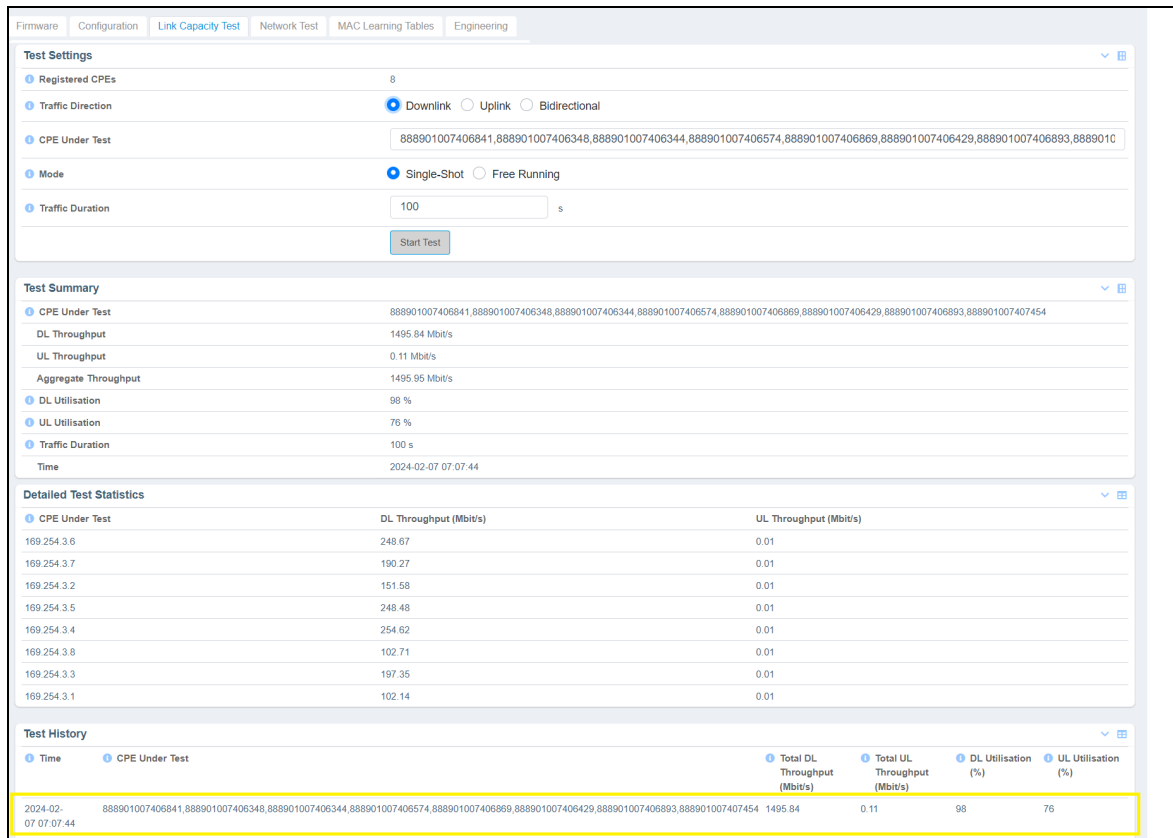 Firmware Configuration Link Capacity Test Network Test MAC Learning Tables Engineering
Test Settings
Registered CPEs 8
Traffic Direction Downlink Uplink Bidirectional
CPE Under Test 888901007406841,888901007406348,888901007406344,888901007406574,888901007406869,888901007406429,888901007406893,8889010
Mode Single-Shot Free Running
Traffic Duration 100 s
Start Test
Test Summary
CPE Under Test 888901007406841,888901007406348,888901007406344,888901007406574,888901007406869,888901007406429,888901007406893,888901007407454
DL Throughput 1495.84 Mbit/s
UL Throughput 0.11 Mbit/s
Aggregate Throughput 1495.95 Mbit/s
DL Utilisation 98 %
UL Utilisation 76 %
Traffic Duration 100 s
Time 2024-02-07 07:07:44
Detailed Test Statistics
CPE Under Test DL Throughput (Mbit/s) UL Throughput (Mbit/s)
169.254.3.6 248.67 0.01
169.254.3.7 190.27 0.01
169.254.3.2 151.58 0.01
169.254.3.5 248.48 0.01
169.254.3.4 254.62 0.01
169.254.3.8 102.71 0.01
169.254.3.3 197.35 0.01
169.254.3.1 102.14 0.01
Test History
Time CPE Under Test Total DL Total UL DL Utilisation UL Utilisation
Throughput Throughput (%) (%)
(Mbit/s) (Mbit/s)
2024-02- 888901007406841,888901007406348,888901007406344,888901007406574,888901007406869,888901007406429,888901007406893,888901007407454 1495.84 0.11 98 76
07 07:07:44